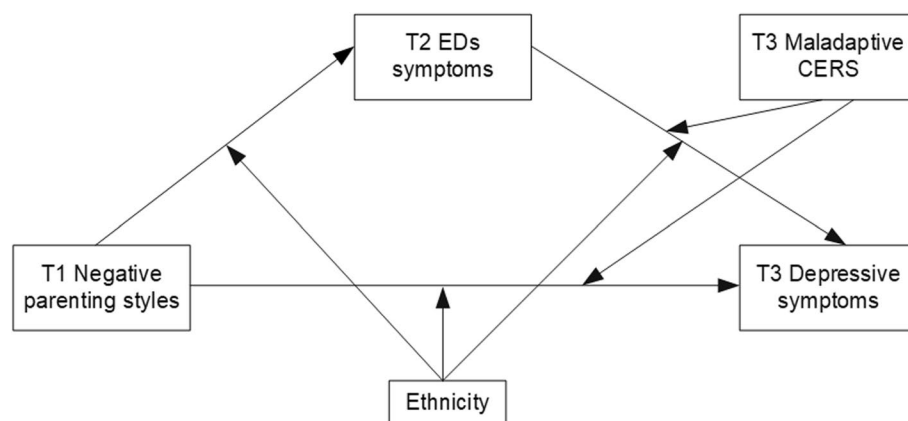 T2 EDs
symptoms
T3 Maladaptive
CERS
T1 Negative
parenting styles
T3 Depressive
symptoms
Ethnicity